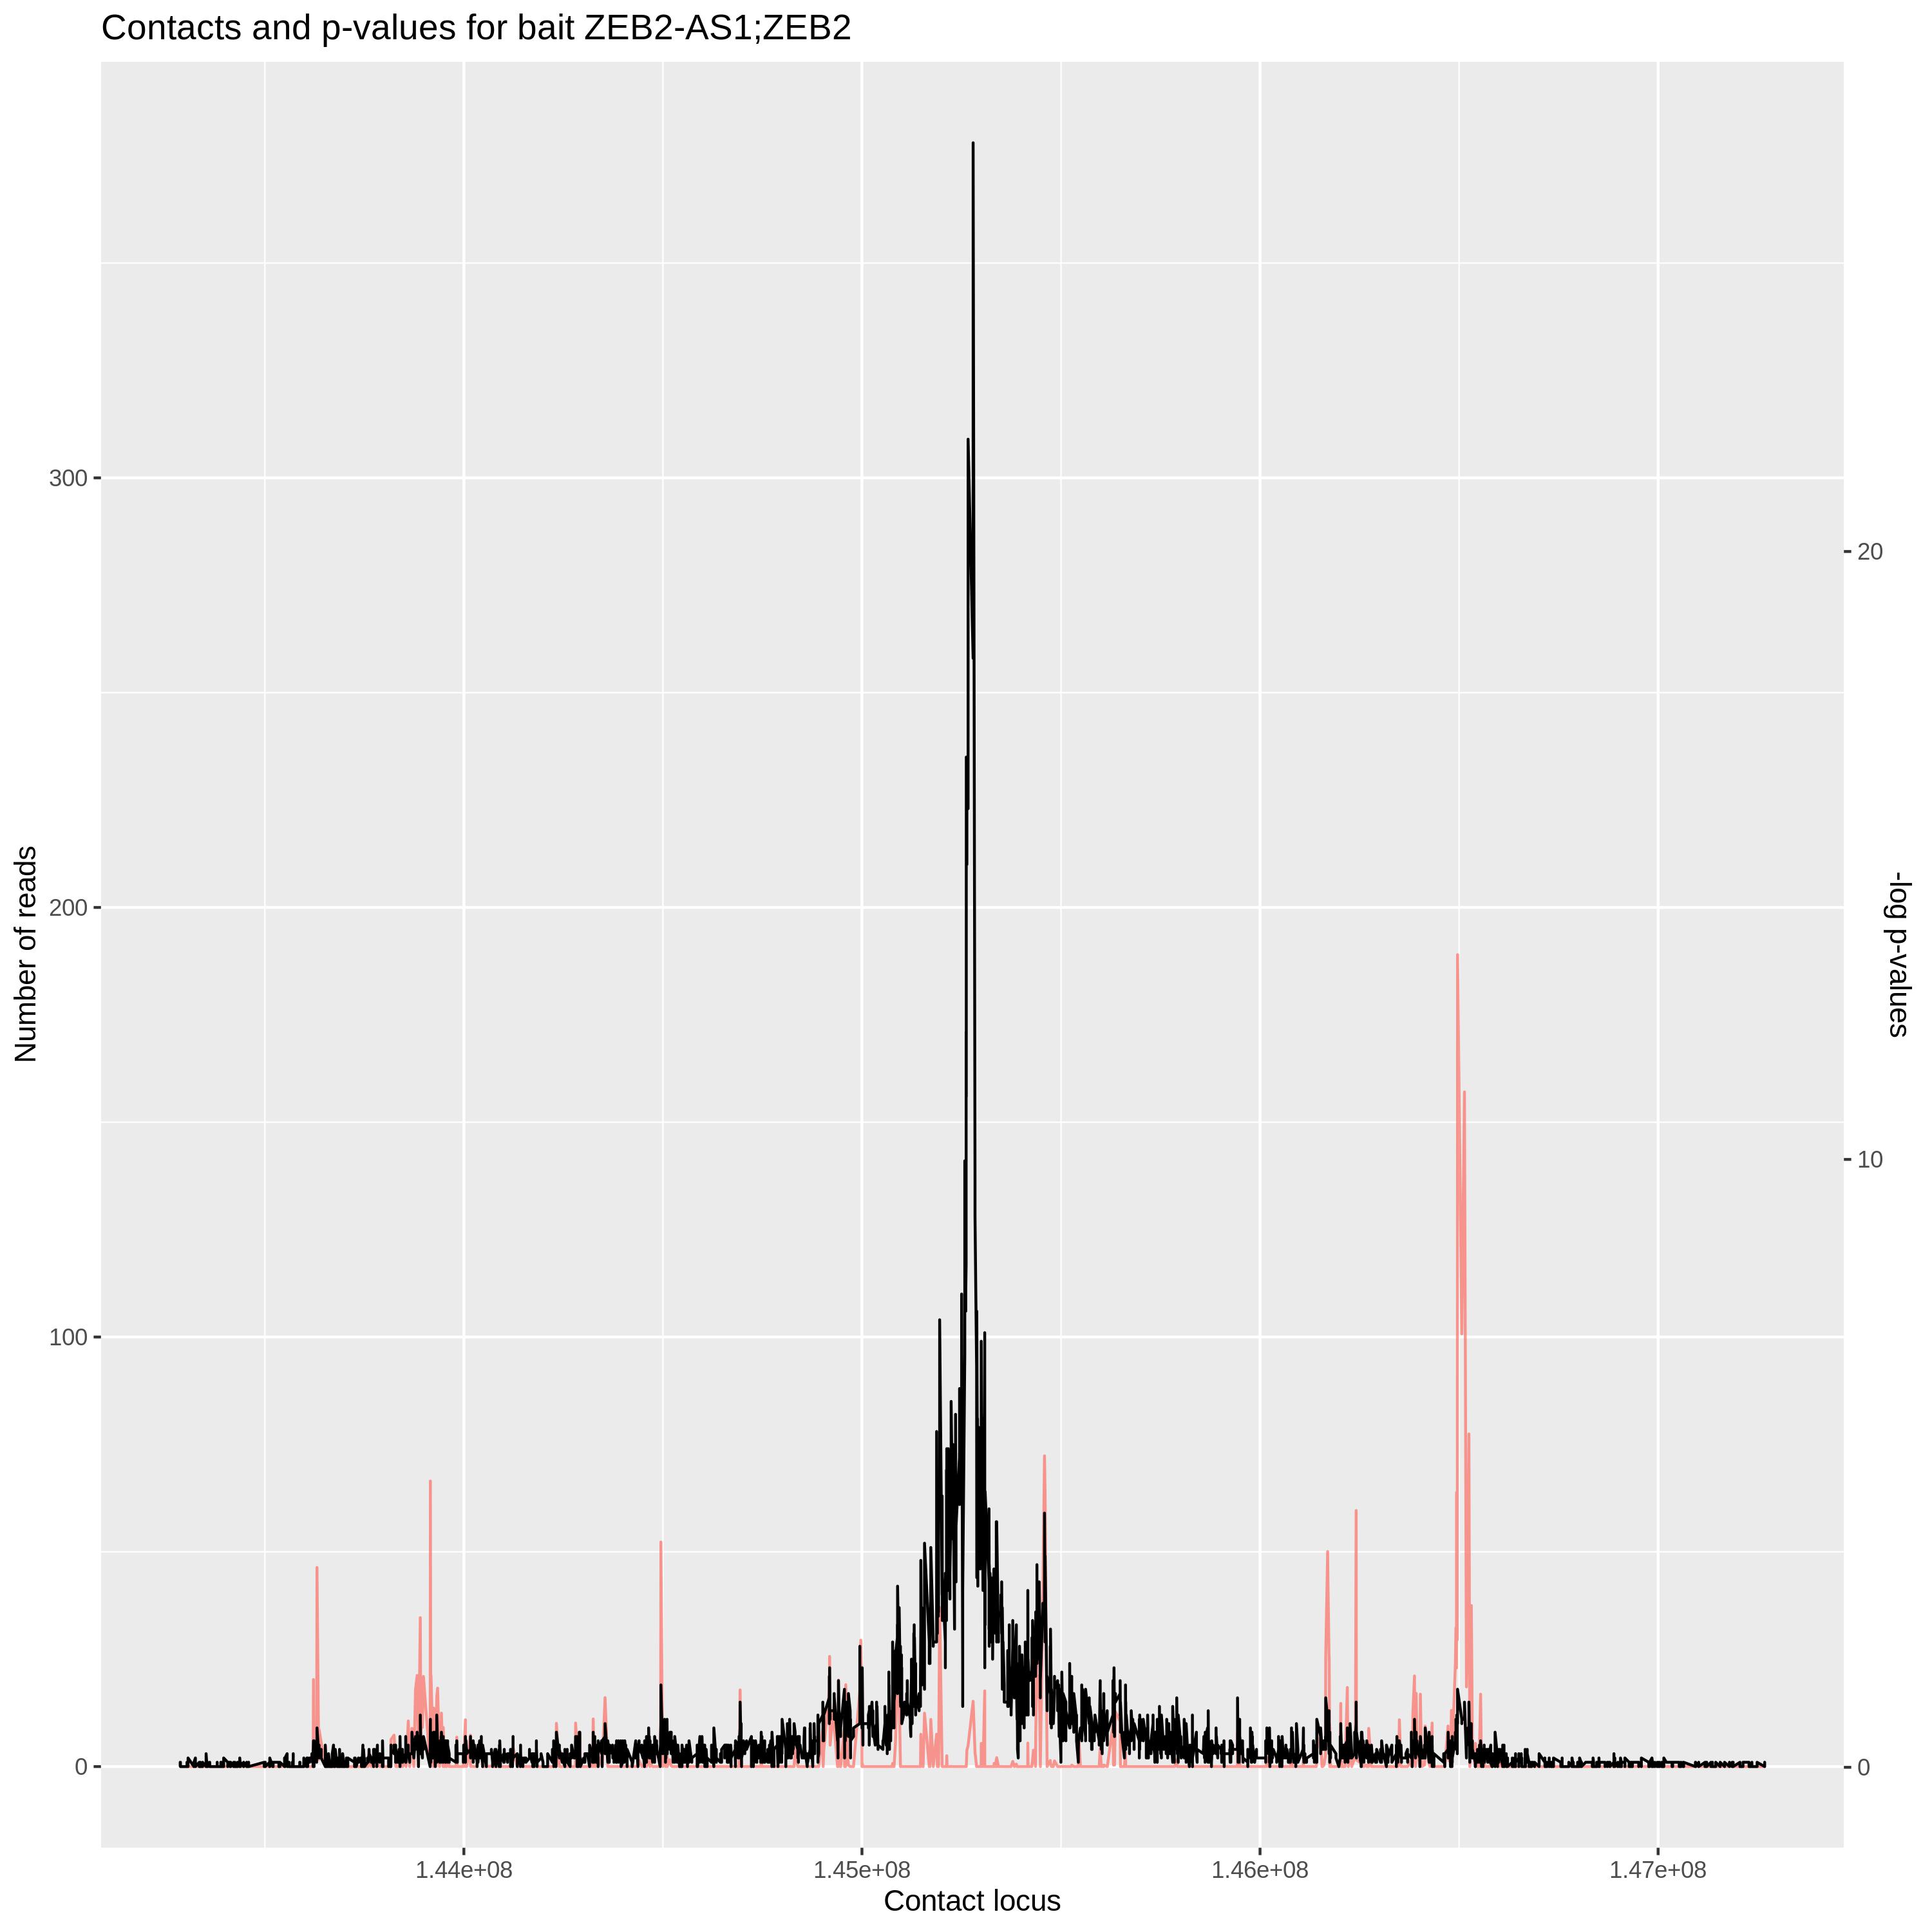 Contacts and p-values for bait ZEB2-AS1;ZEB2
300
200
100
0
Number of reads
20
10
0
-log p-values
1.44e+08
1.45e+08
1.46e+08
1.47e+08
Contact locus